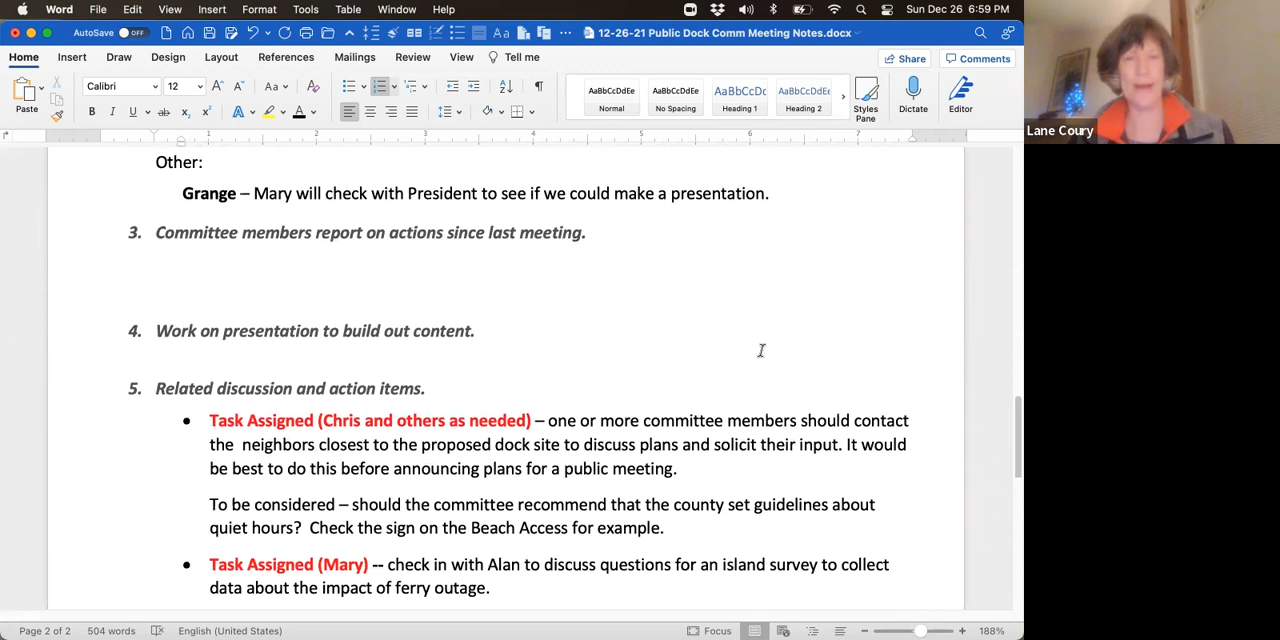 Word File Edit View Insert Format Tools Table Window Help Sun Dec 26 6:59 PM
AutoSave OFF 12-26-21 Public Dock Comm Meeting Notes.docx
Home Insert Draw Design Layout References Mailings Review View Tell me Share Comments
Paste Calibri 12 Aa AaBbCcDdEe AaBbCcDdEe AaBbCcDc AaBbCcDdEe
Normal No Spacing Heading 1 Heading 2 Styles Pane Dictate Editor
1 2 3 4 5 6 7
Lane Coury
Other:
Grange – Mary will check with President to see if we could make a presentation.
3. Committee members report on actions since last meeting.
4. Work on presentation to build out content.
5. Related discussion and action items.
• Task Assigned (Chris and others as needed) – one or more committee members should contact
the neighbors closest to the proposed dock site to discuss plans and solicit their input. It would
be best to do this before announcing plans for a public meeting.
To be considered – should the committee recommend that the county set guidelines about
quiet hours? Check the sign on the Beach Access for example.
• Task Assigned (Mary) -- check in with Alan to discuss questions for an island survey to collect
data about the impact of ferry outage.
Page 2 of 2 504 words English (United States) Focus 188%